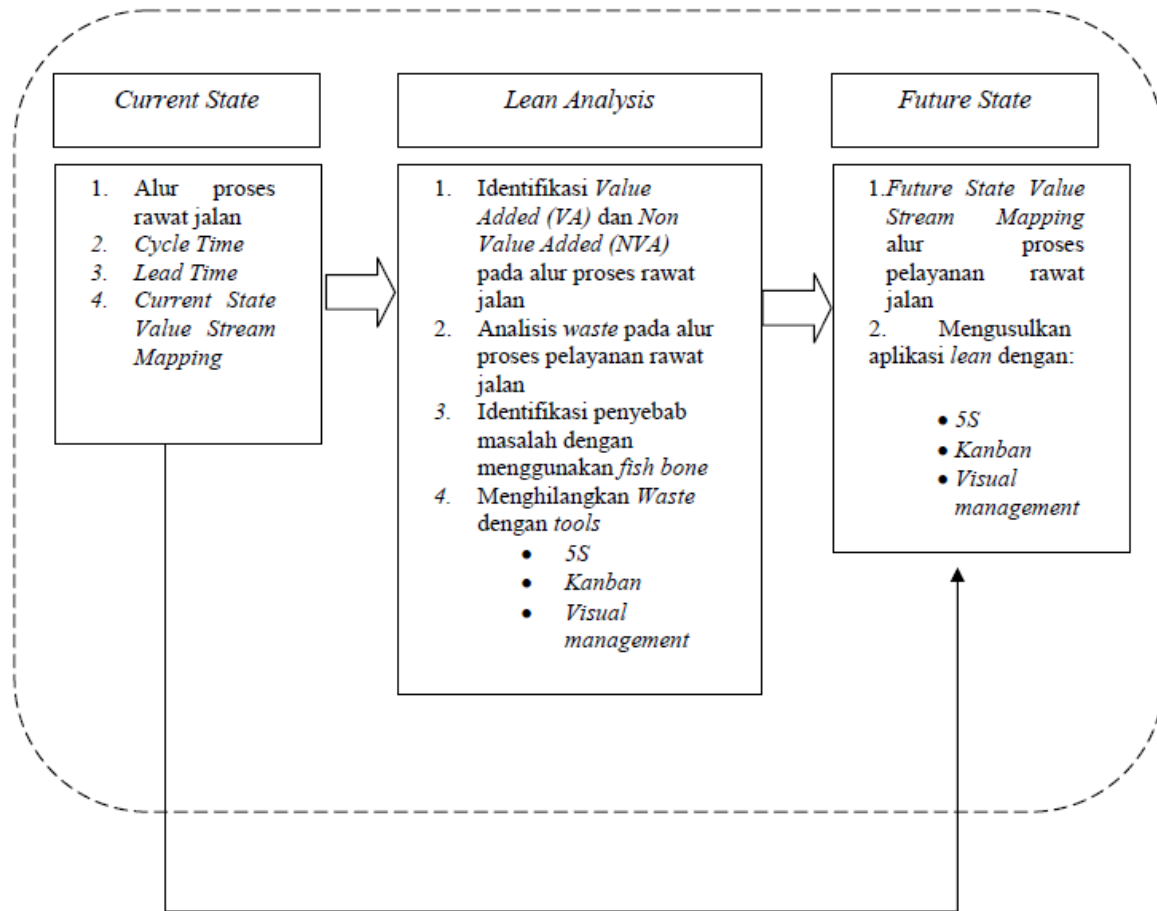 Current State
Lean Analysis
Future State
1. Alur proses
rawat jalan
2. Cycle Time
3. Lead Time
4. Current State
Value Stream
Mapping
1. Identifikasi Value
Added (VA) dan Non
Value Added (NVA)
pada alur proses rawat
jalan
2. Analisis waste pada alur
proses pelayanan rawat
jalan
3. Identifikasi penyebab
masalah dengan
menggunakan fish bone
4. Menghilangkan Waste
dengan tools
• 5S
• Kanban
• Visual
management
1.Future State Value
Stream Mapping
alur proses
pelayanan rawat
jalan
2. Mengusulkan
aplikasi lean dengan:
• 5S
• Kanban
• Visual
management